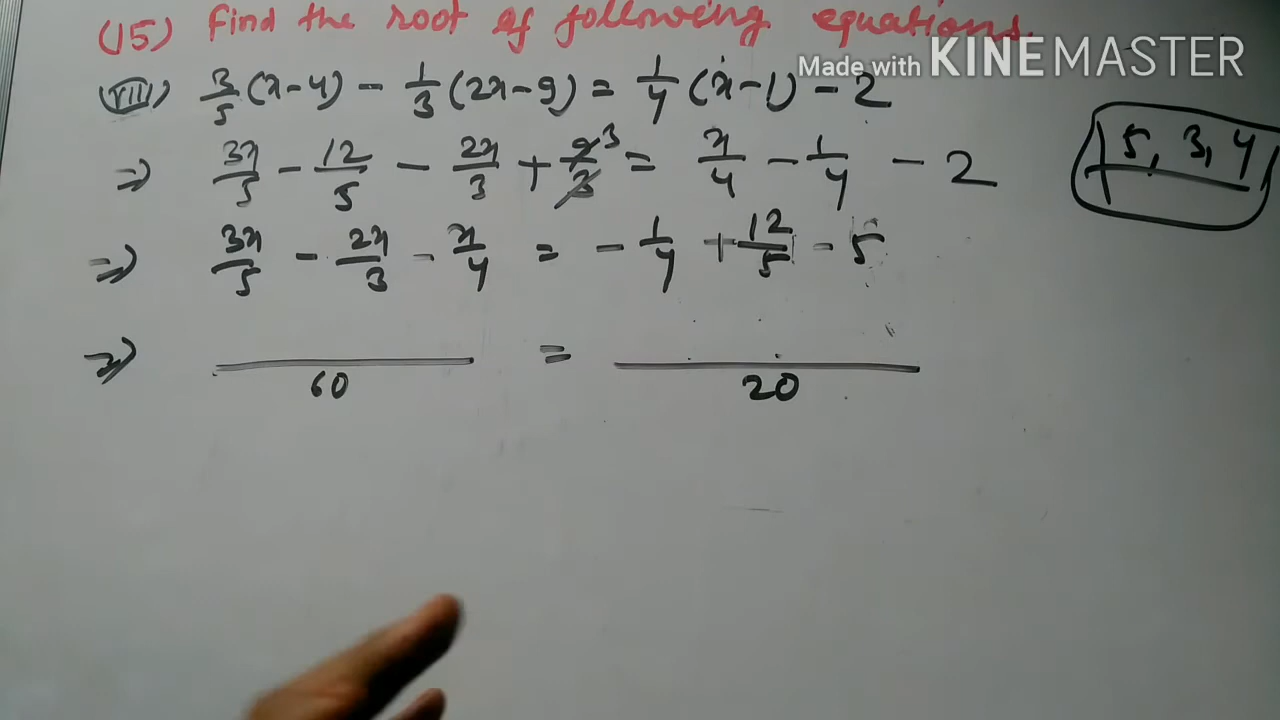 (15) Find the root of following equations.
Made with KINEMASTER
(VIII) 3/5 (x-4) - 1/3 (2x-9) = 1/4 (x-1) - 2
⇒ 3x/5 - 12/5 - 2x/3 + 9/3 3 = x/4 - 1/4 - 2
5, 3, 4
⇒ 3x/5 - 2x/3 - x/4 = - 1/4 + 12/5 - 5
⇒ /60 = /20